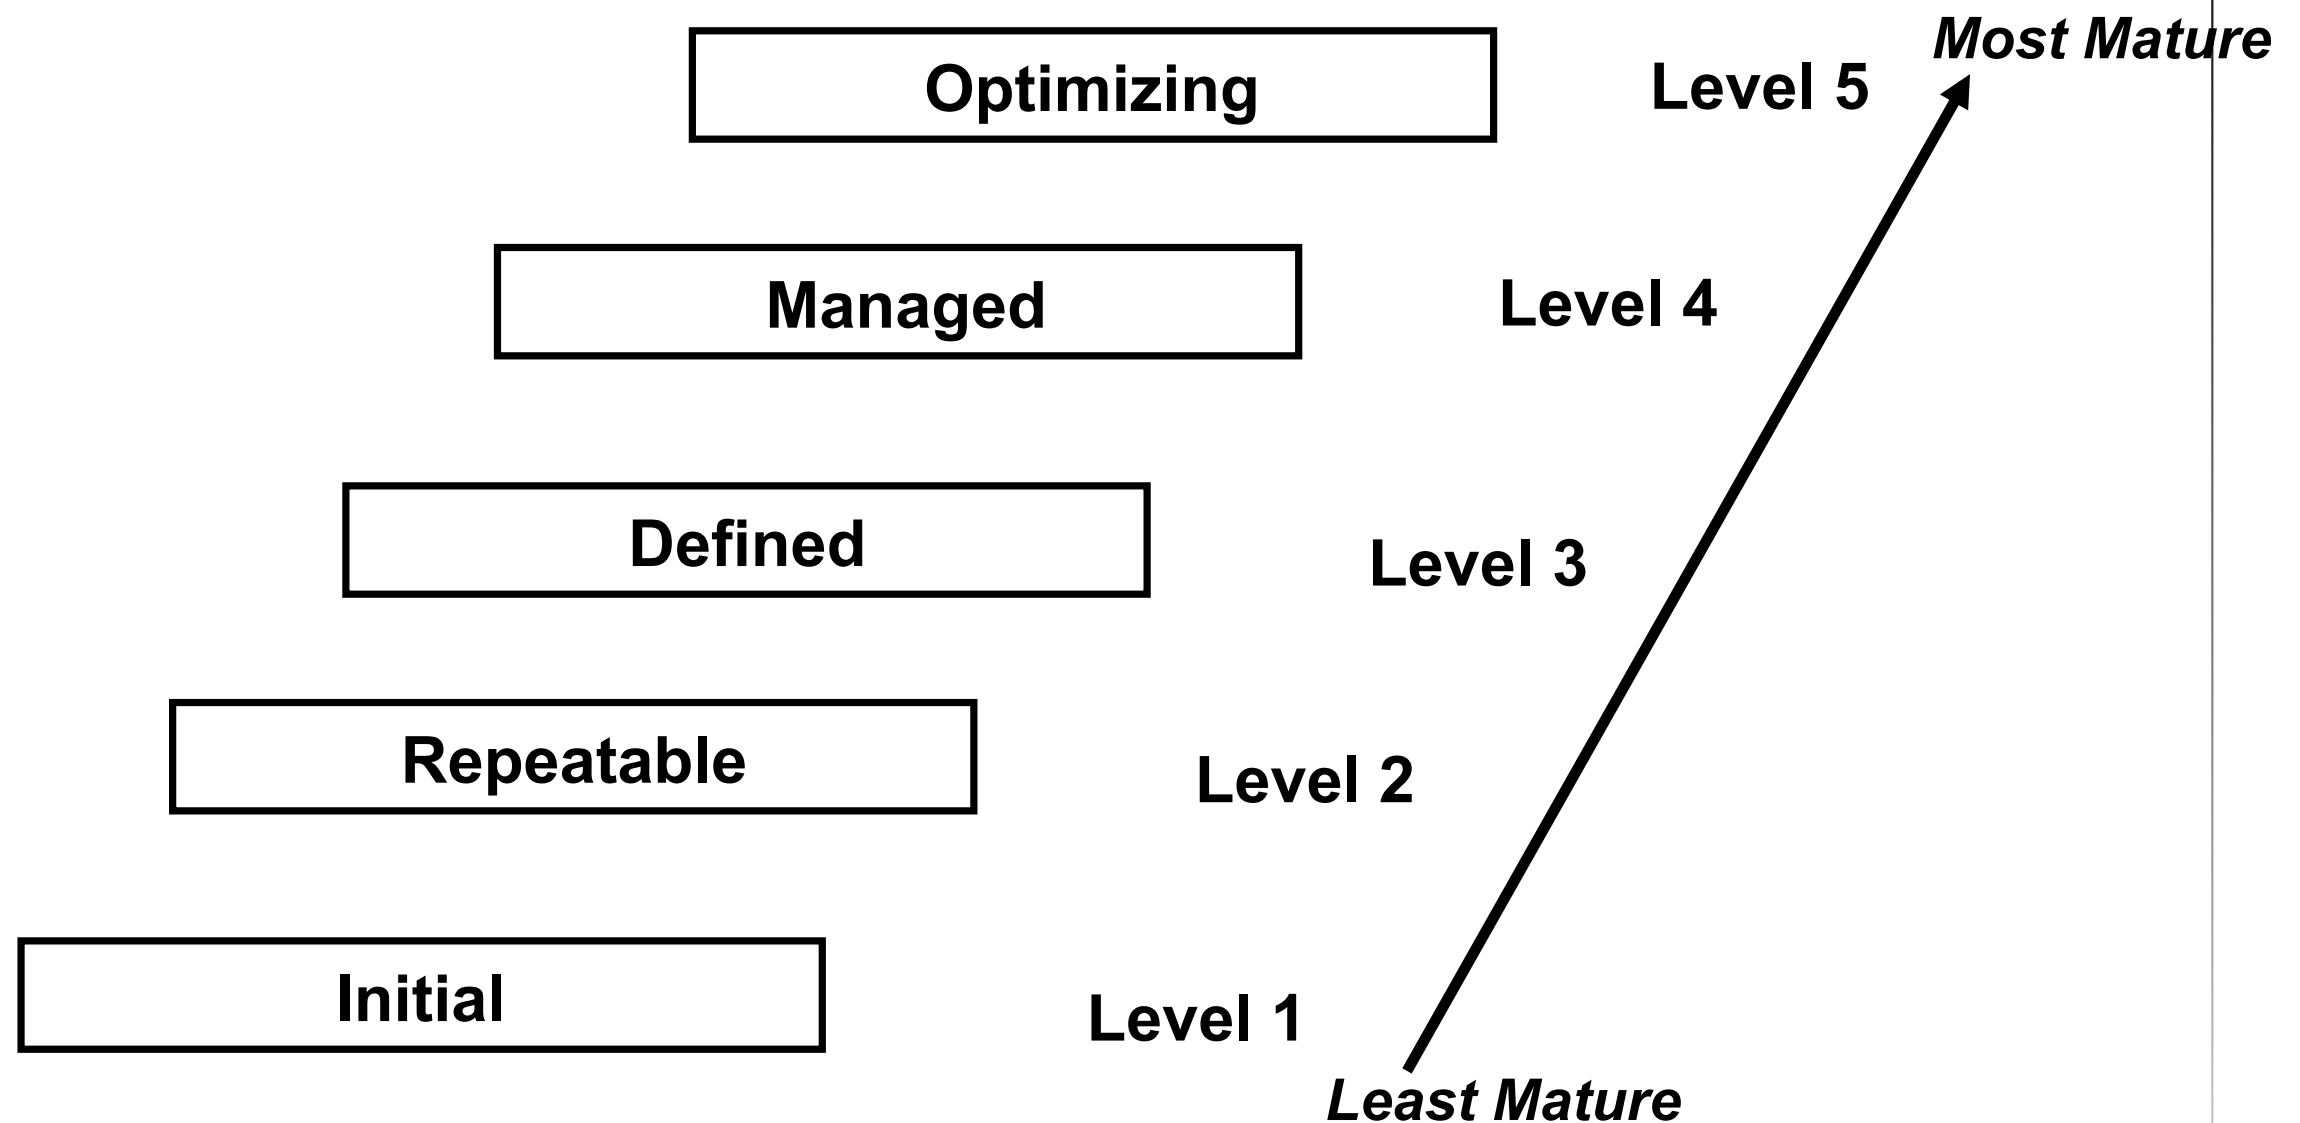 Most Mature
Optimizing
Level 5
Managed
Level 4
Defined
Level 3
Repeatable
Level 2
Initial
Level 1
Least Mature